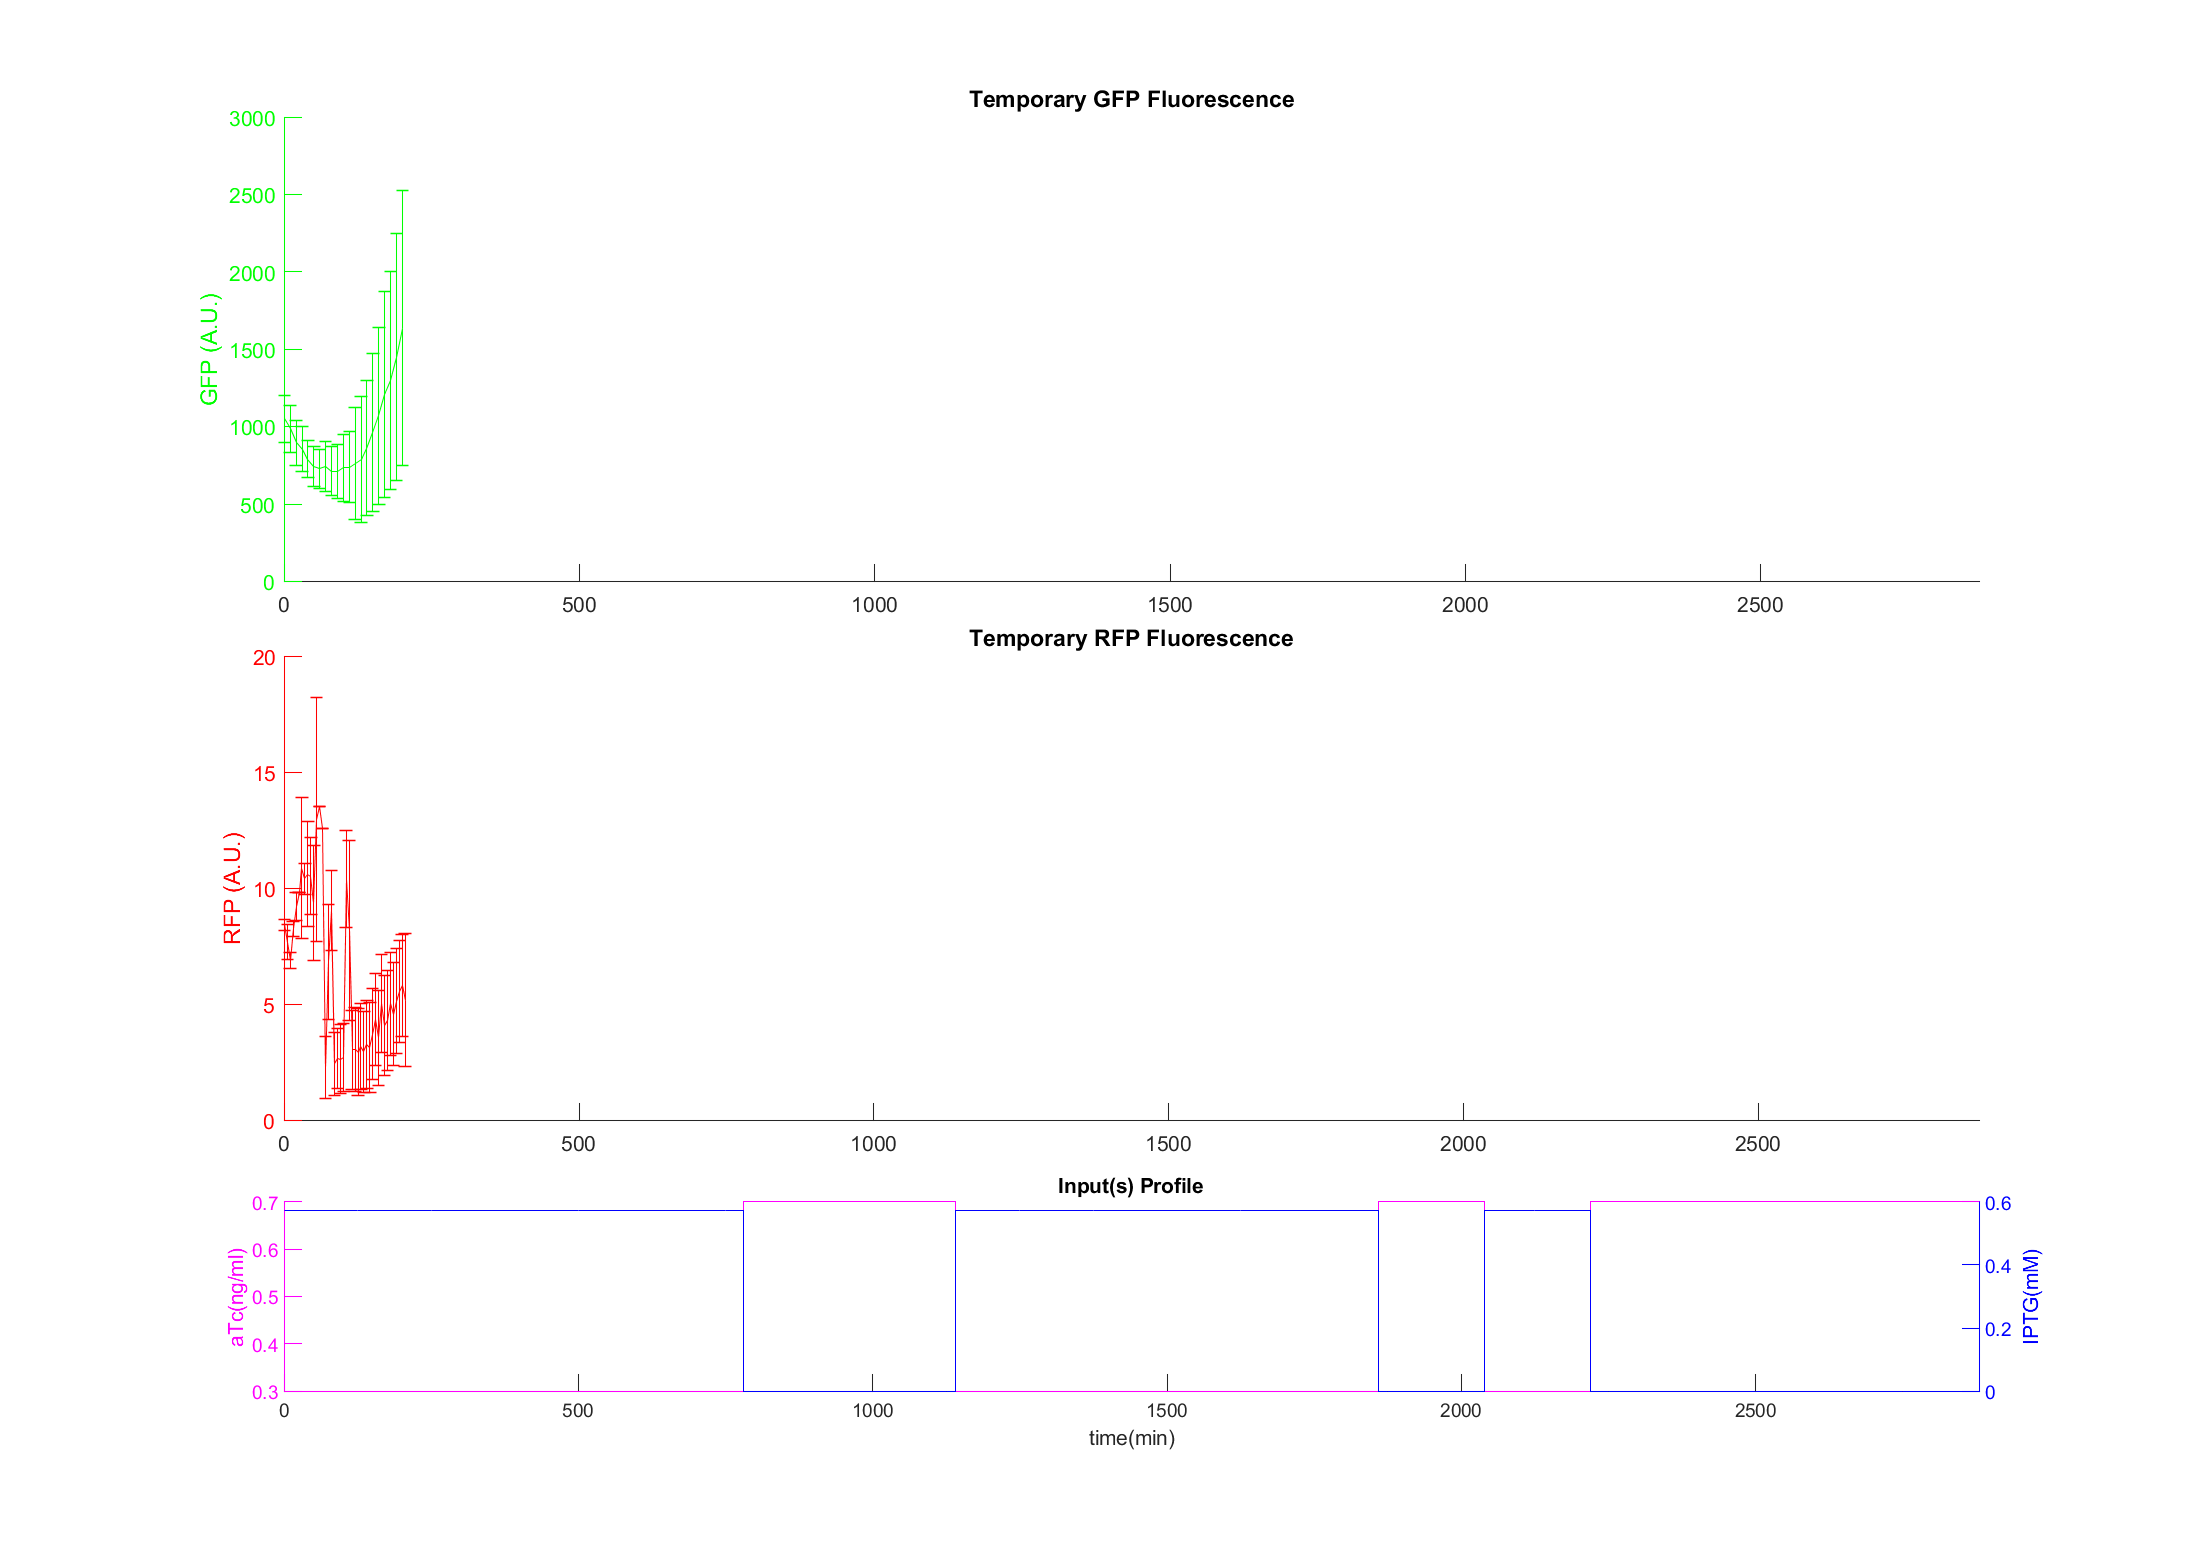 Temporary GFP Fluorescence
3000
2500
2000
1500
1000
500
0
GFP (A.U.)
0 500 1000 1500 2000 2500
Temporary RFP Fluorescence
20
15
10
5
0
RFP (A.U.)
0 500 1000 1500 2000 2500
Input(s) Profile
0.7
0.6
0.5
0.4
0.3
aTc(ng/ml)
0.6
0.4
0.2
0
IPTG(mM)
0 500 1000 1500 2000 2500
time(min)